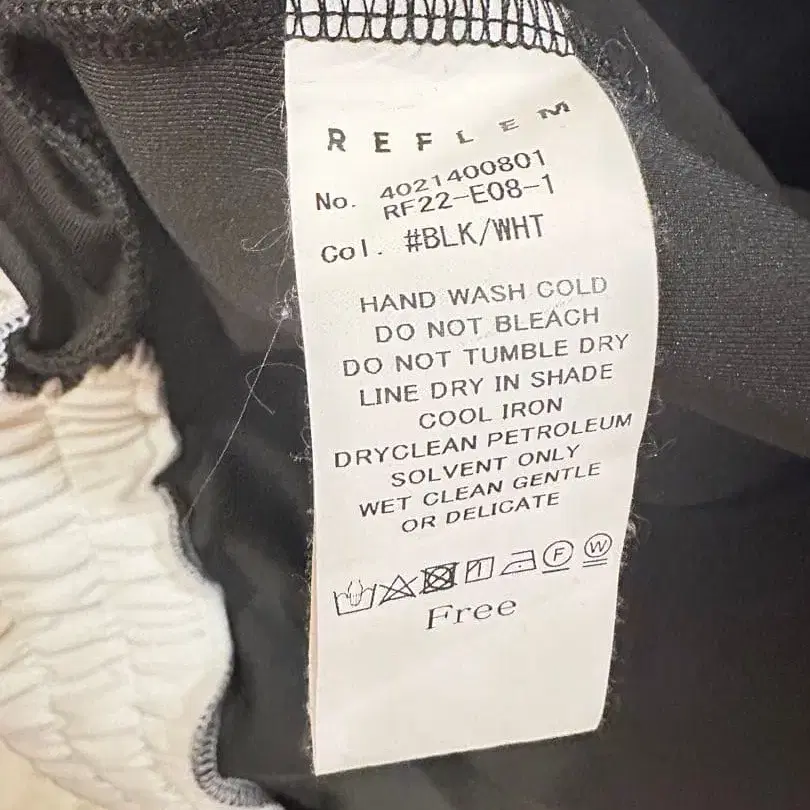 REFLEM
No. 4021400801
RF22-E08-1
Col. #BLK/WHT
HAND WASH COLD
DO NOT BLEACH
DO NOT TUMBLE DRY
LINE DRY IN SHADE
COOL IRON
DRYCLEAN PETROLEUM
SOLVENT ONLY
WET CLEAN GENTLE
OR DELICATE
F W
Free